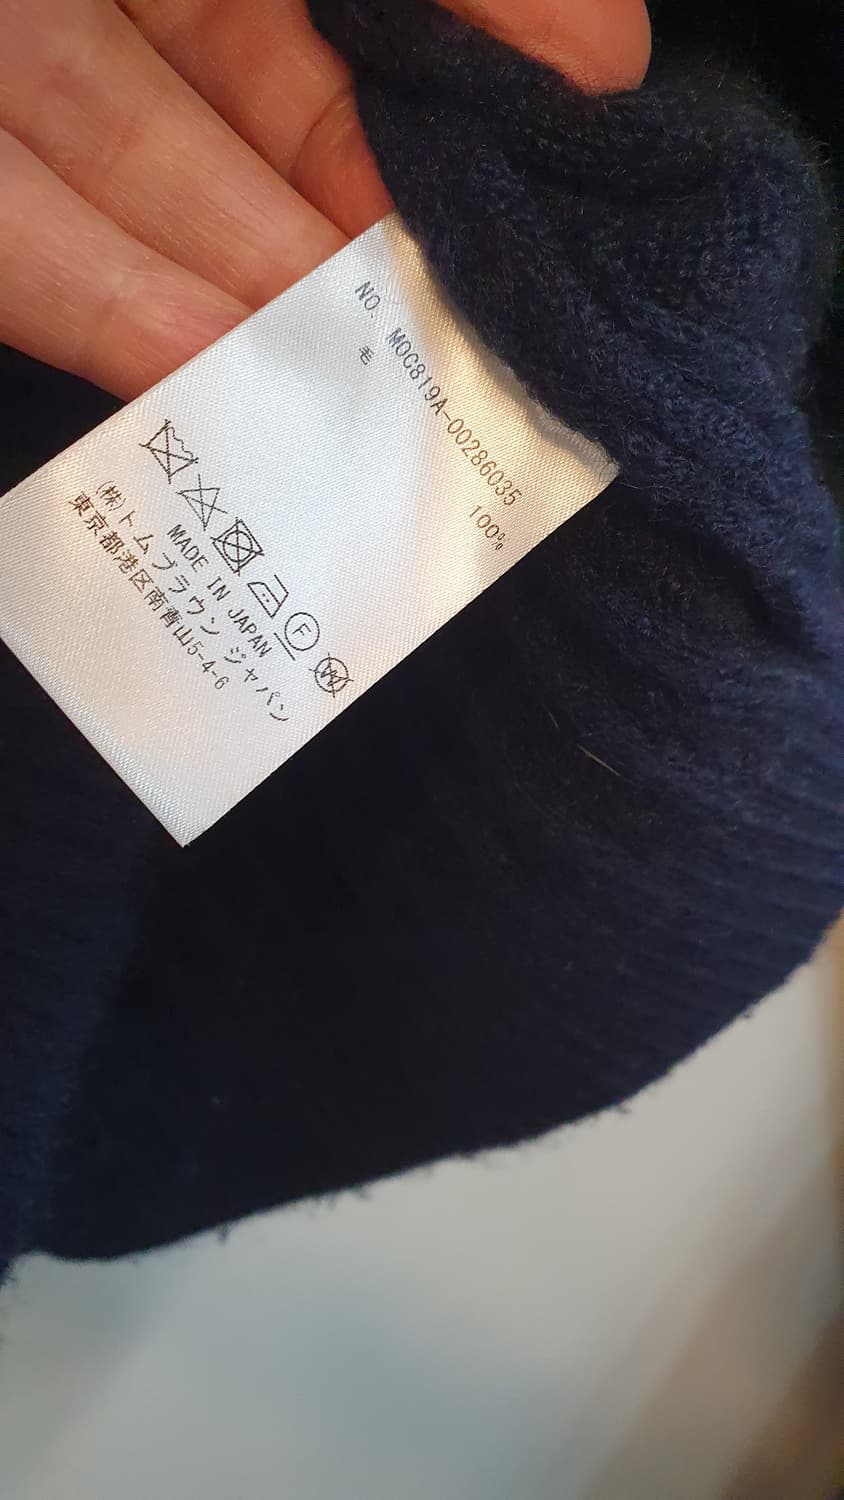 NO. MOC819A-00286035
毛 100%
MADE IN JAPAN
(株)トムブラウン ジャパン
東京都港区南青山5-4-6